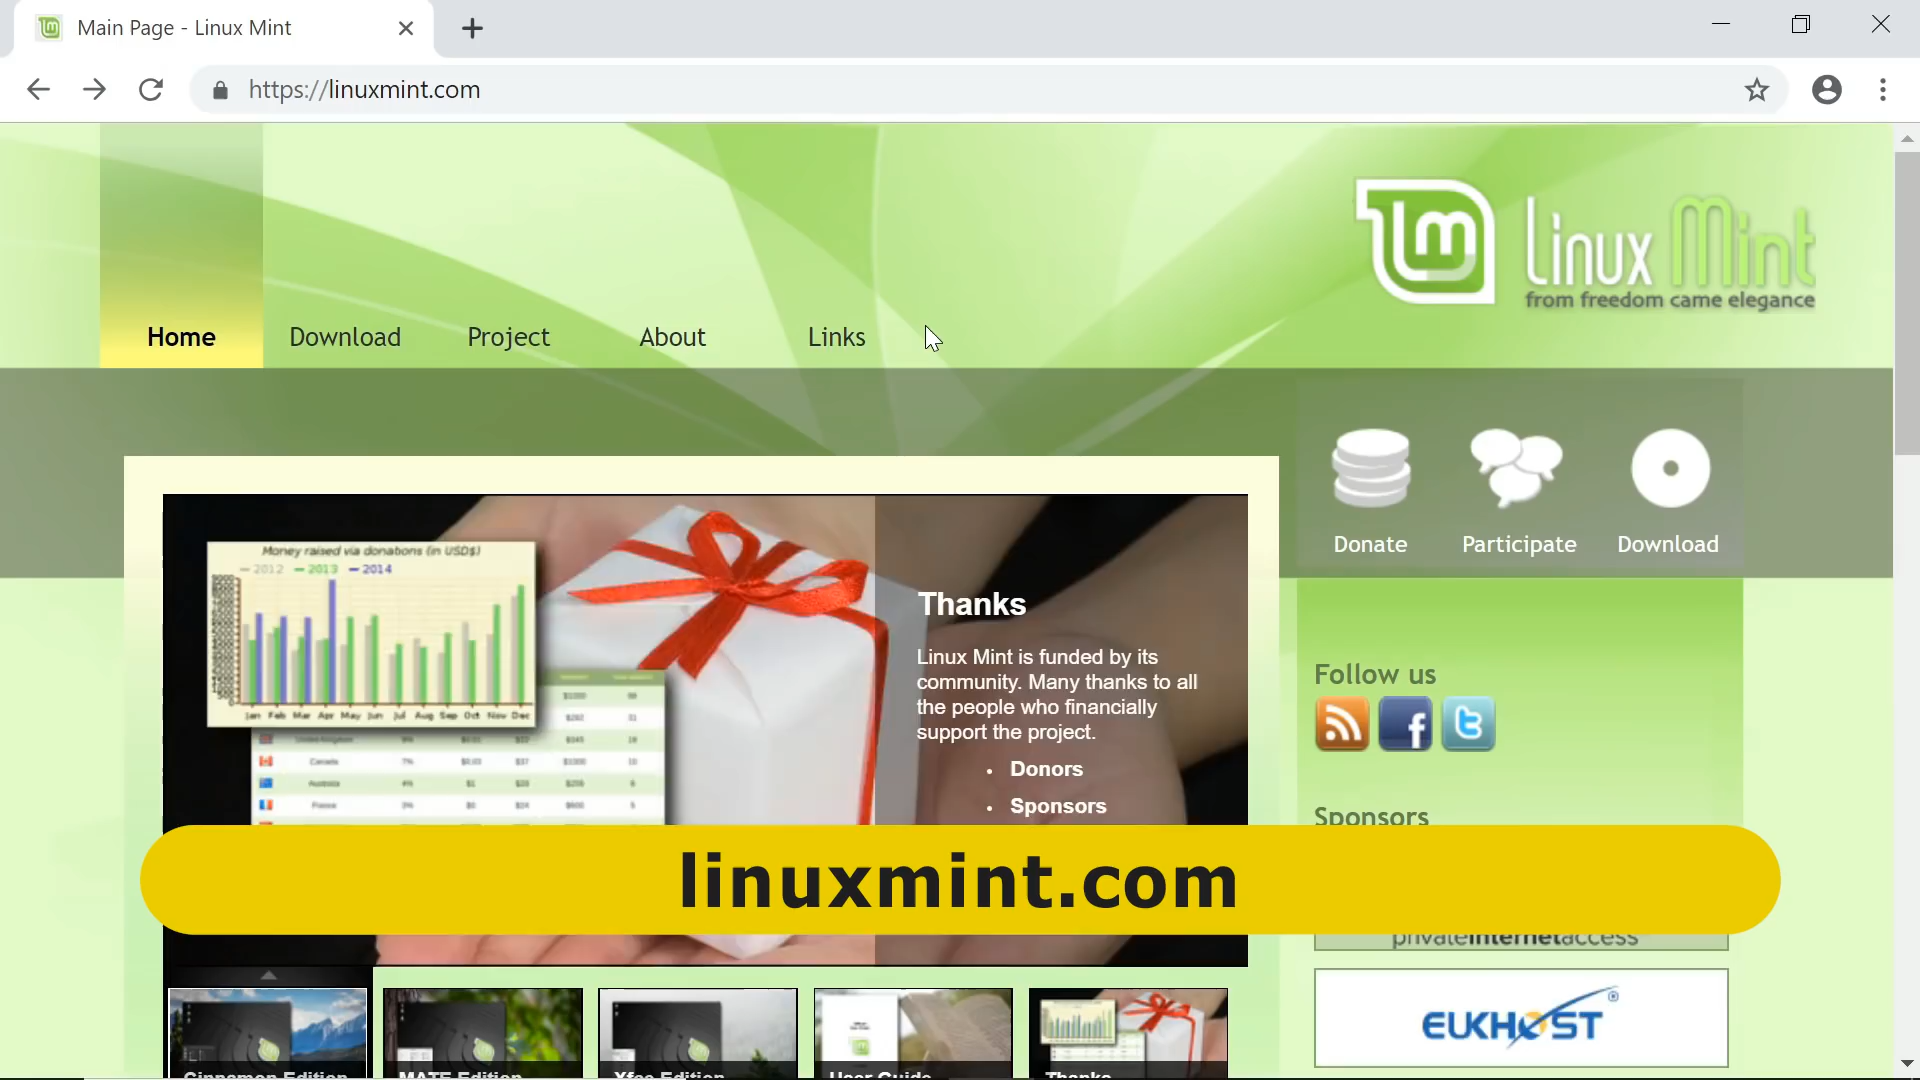 Main Page - Linux Mint
https://linuxmint.com
Linux Mint
from freedom came elegance
Home
Download
Project
About
Links
Donate
Participate
Download
Money raised via donations (in USD$)
2012
2013
2014
Jan Feb Mar Apr May Jun Jul Aug Sep Oct Nov Dec
Canada
Australia
France
Thanks
Linux Mint is funded by its
community. Many thanks to all
the people who financially
support the project.
• Donors
• Sponsors
Follow us
Sponsors
linuxmint.com
privateinternetaccess
EUKHOST
Cinnamon Edition
MATE Edition
Xfce Edition
User Guide
Thanks